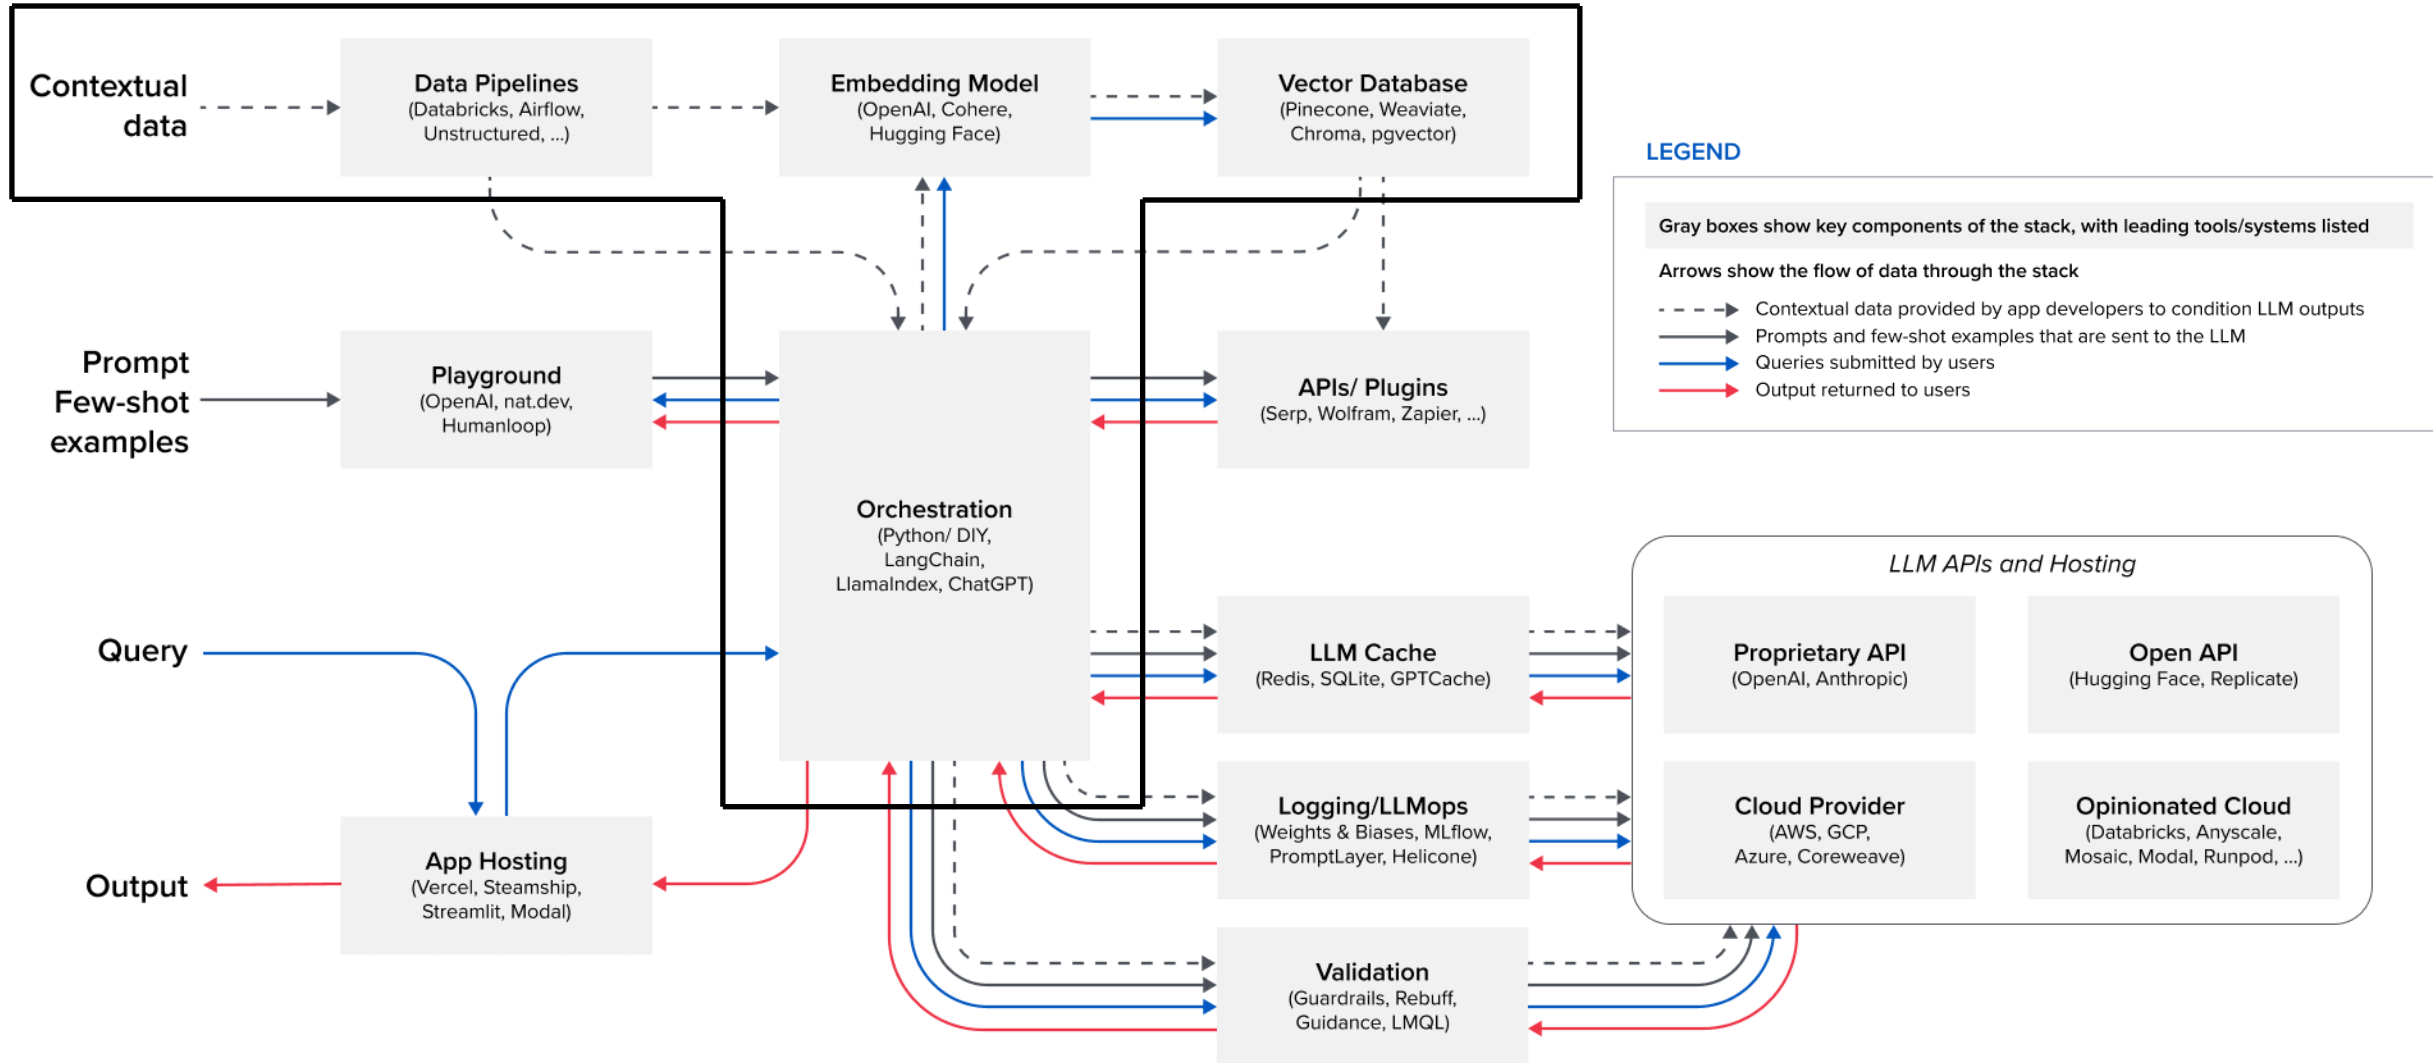 Contextual
data
Data Pipelines
(Databricks, Airflow,
Unstructured, ...)
Embedding Model
(OpenAI, Cohere,
Hugging Face)
Vector Database
(Pinecone, Weaviate,
Chroma, pgvector)
LEGEND
Gray boxes show key components of the stack, with leading tools/systems listed
Arrows show the flow of data through the stack
Contextual data provided by app developers to condition LLM outputs
Prompts and few-shot examples that are sent to the LLM
Queries submitted by users
Output returned to users
Prompt
Few-shot
examples
Playground
(OpenAI, nat.dev,
Humanloop)
Orchestration
(Python/ DIY,
LangChain,
LlamaIndex, ChatGPT)
APIs/ Plugins
(Serp, Wolfram, Zapier, ...)
Query
LLM Cache
(Redis, SQLite, GPTCache)
LLM APIs and Hosting
Proprietary API
(OpenAI, Anthropic)
Open API
(Hugging Face, Replicate)
Output
App Hosting
(Vercel, Steamship,
Streamlit, Modal)
Logging/LLMops
(Weights & Biases, MLflow,
PromptLayer, Helicone)
Cloud Provider
(AWS, GCP,
Azure, Coreweave)
Opinionated Cloud
(Databricks, Anyscale,
Mosaic, Modal, Runpod, ...)
Validation
(Guardrails, Rebuff,
Guidance, LMQL)